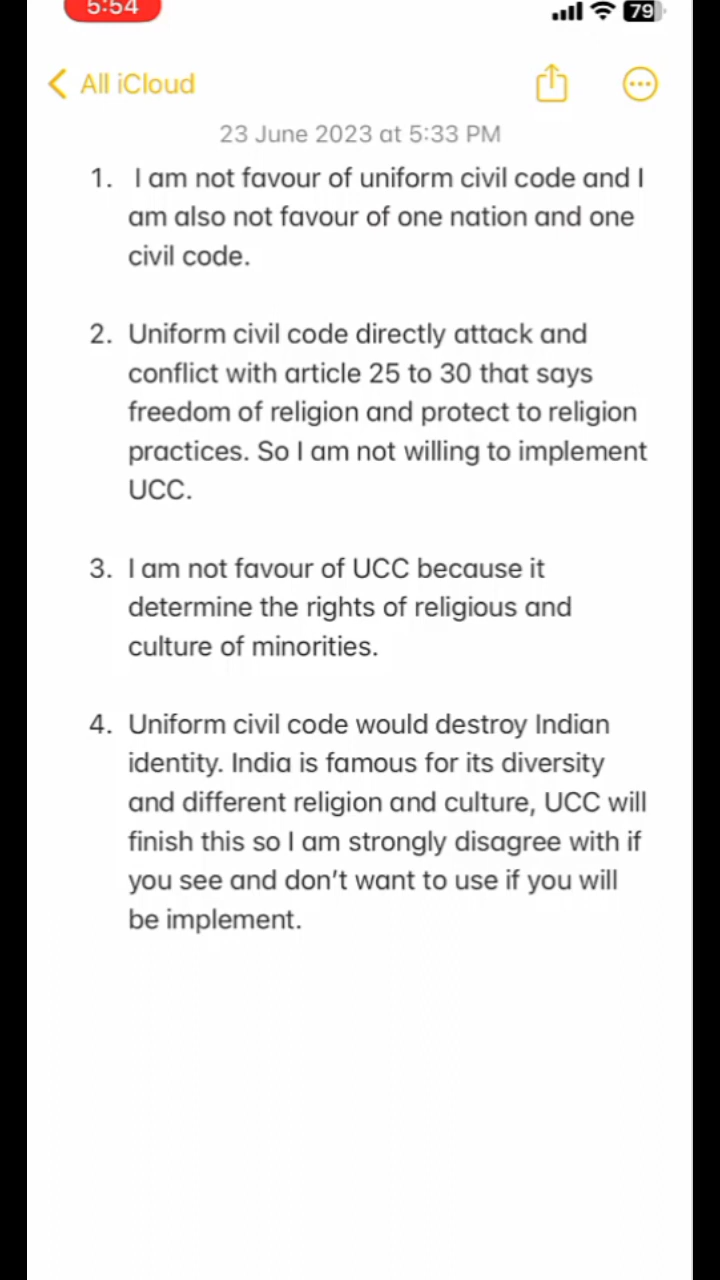 5:54
79
All iCloud
23 June 2023 at 5:33 PM
1. I am not favour of uniform civil code and I
am also not favour of one nation and one
civil code.
2. Uniform civil code directly attack and
conflict with article 25 to 30 that says
freedom of religion and protect to religion
practices. So I am not willing to implement
UCC.
3. I am not favour of UCC because it
determine the rights of religious and
culture of minorities.
4. Uniform civil code would destroy Indian
identity. India is famous for its diversity
and different religion and culture, UCC will
finish this so I am strongly disagree with if
you see and don't want to use if you will
be implement.